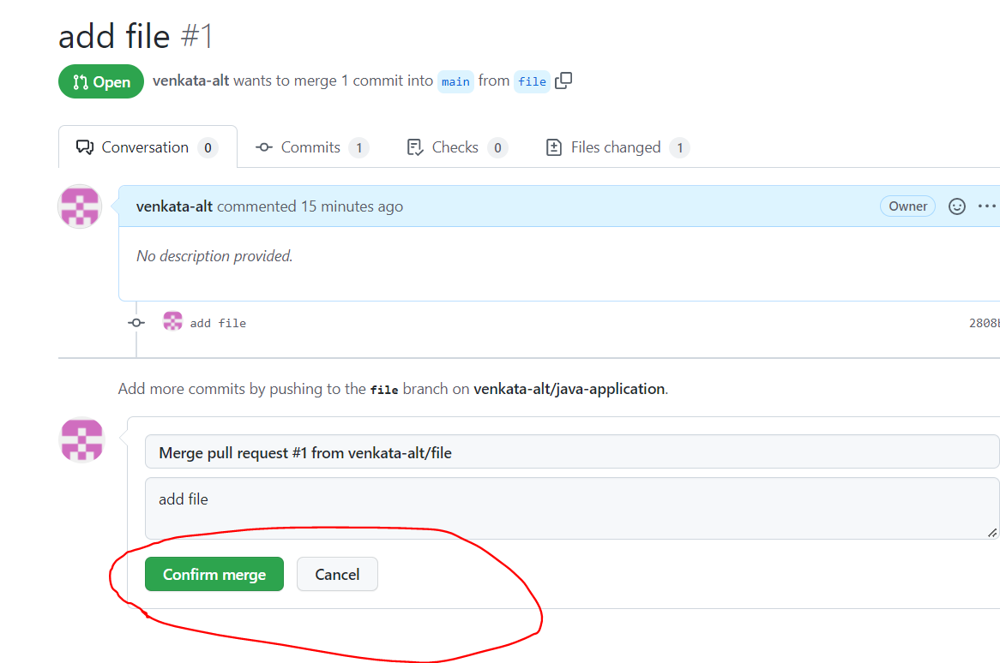 add file #1
Open venkata-alt wants to merge 1 commit into main from file
Conversation 0 Commits 1 Checks 0 Files changed 1
venkata-alt commented 15 minutes ago Owner
No description provided.
add file 2808
Add more commits by pushing to the file branch on venkata-alt/java-application.
Merge pull request #1 from venkata-alt/file
add file
Confirm merge Cancel